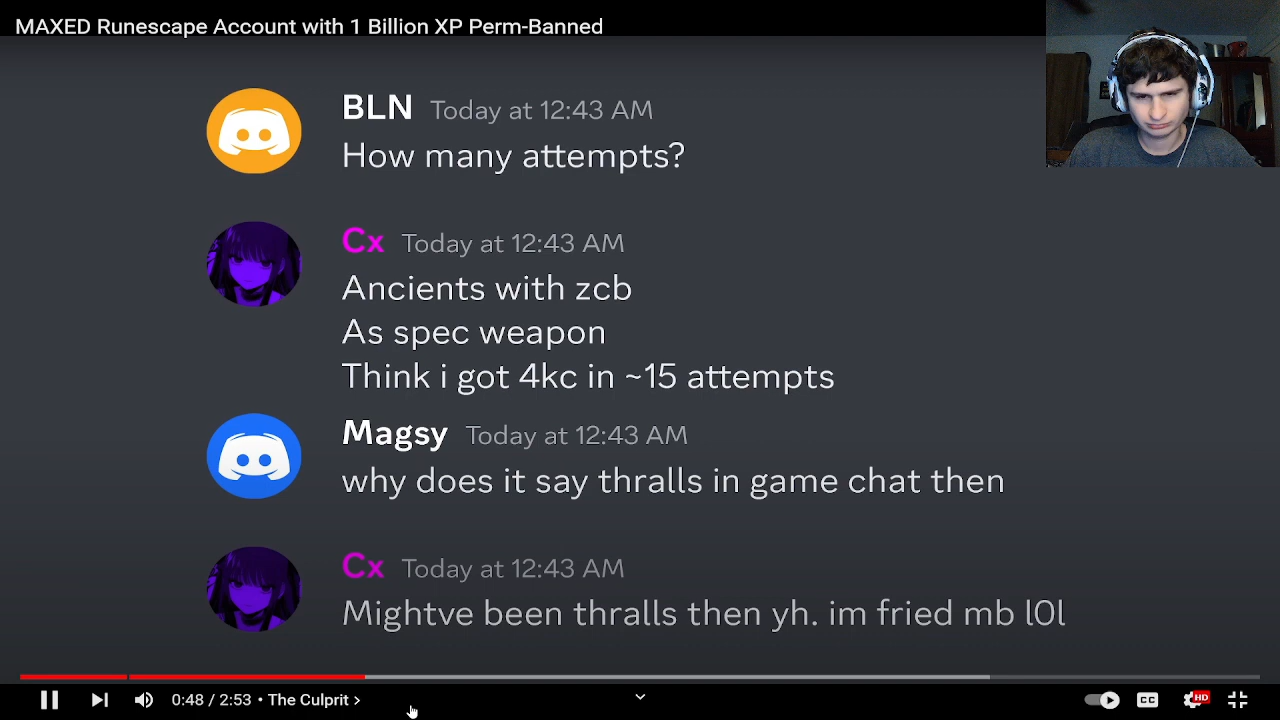 MAXED Runescape Account with 1 Billion XP Perm-Banned
BLN Today at 12:43 AM
How many attempts?
Cx Today at 12:43 AM
Ancients with zcb
As spec weapon
Think i got 4kc in ~15 attempts
Magsy Today at 12:43 AM
why does it say thralls in game chat then
Cx Today at 12:43 AM
Mightve been thralls then yh. im fried mb l0l
0:48 / 2:53 • The Culprit >
CC
HD